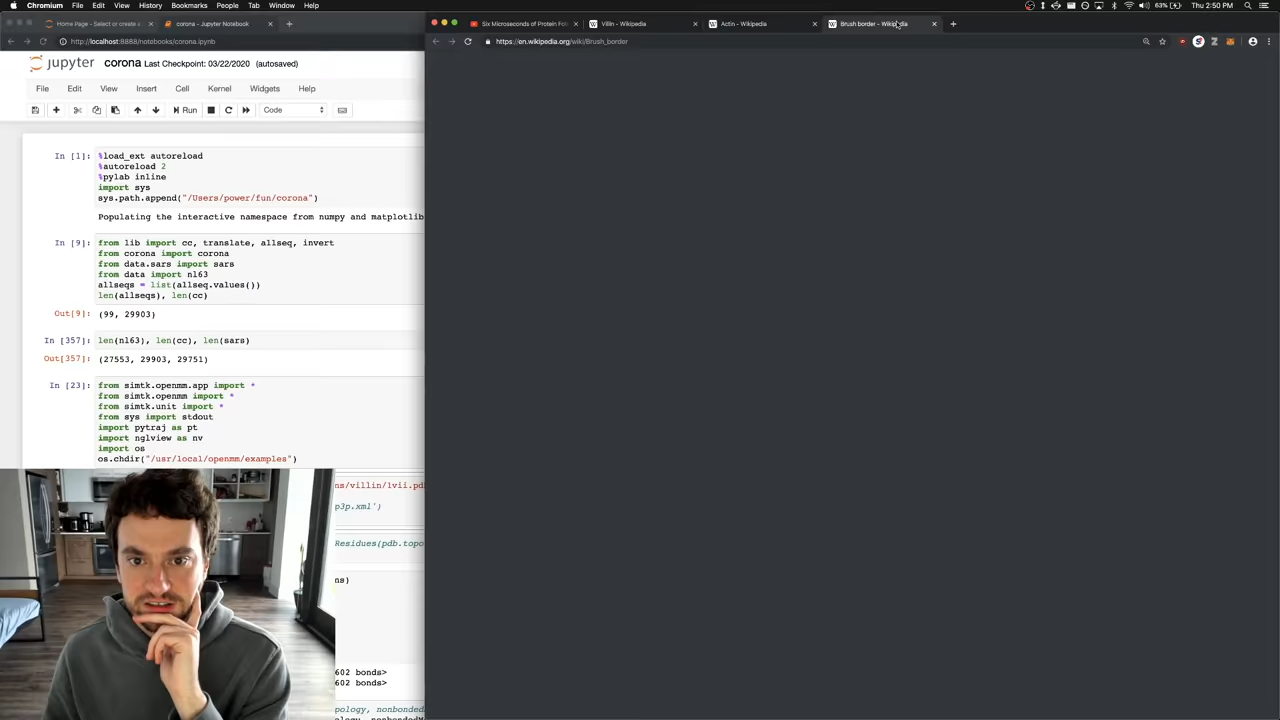 Chromium File Edit View History Bookmarks People Tab Window Help
63% Thu 2:50 PM
Home Page - Select or create a
corona - Jupyter Notebook
http://localhost:8888/notebooks/corona.ipynb
Six Microseconds of Protein Fol
Villin - Wikipedia
Actin - Wikipedia
Brush border - Wikipedia
https://en.wikipedia.org/wiki/Brush_border
jupyter corona Last Checkpoint: 03/22/2020 (autosaved)
File Edit View Insert Cell Kernel Widgets Help
Run Code
In [1]: %load_ext autoreload
%autoreload 2
%pylab inline
import sys
sys.path.append("/Users/power/fun/corona")
Populating the interactive namespace from numpy and matplotlib
In [9]: from lib import cc, translate, allseq, invert
from corona import corona
from data.sars import sars
from data import nl63
allseqs = list(allseq.values())
len(allseqs), len(cc)
Out[9]: (99, 29903)
In [357]: len(nl63), len(cc), len(sars)
Out[357]: (27553, 29903, 29751)
In [23]: from simtk.openmm.app import *
from simtk.openmm import *
from simtk.unit import *
from sys import stdout
import pytraj as pt
import nglview as nv
import os
os.chdir("/usr/local/openmm/examples")
ns/villin/1vii.pd
p3p.xml')
Residues(pdb.topo
ns)
602 bonds>
602 bonds>
pology, nonbonded